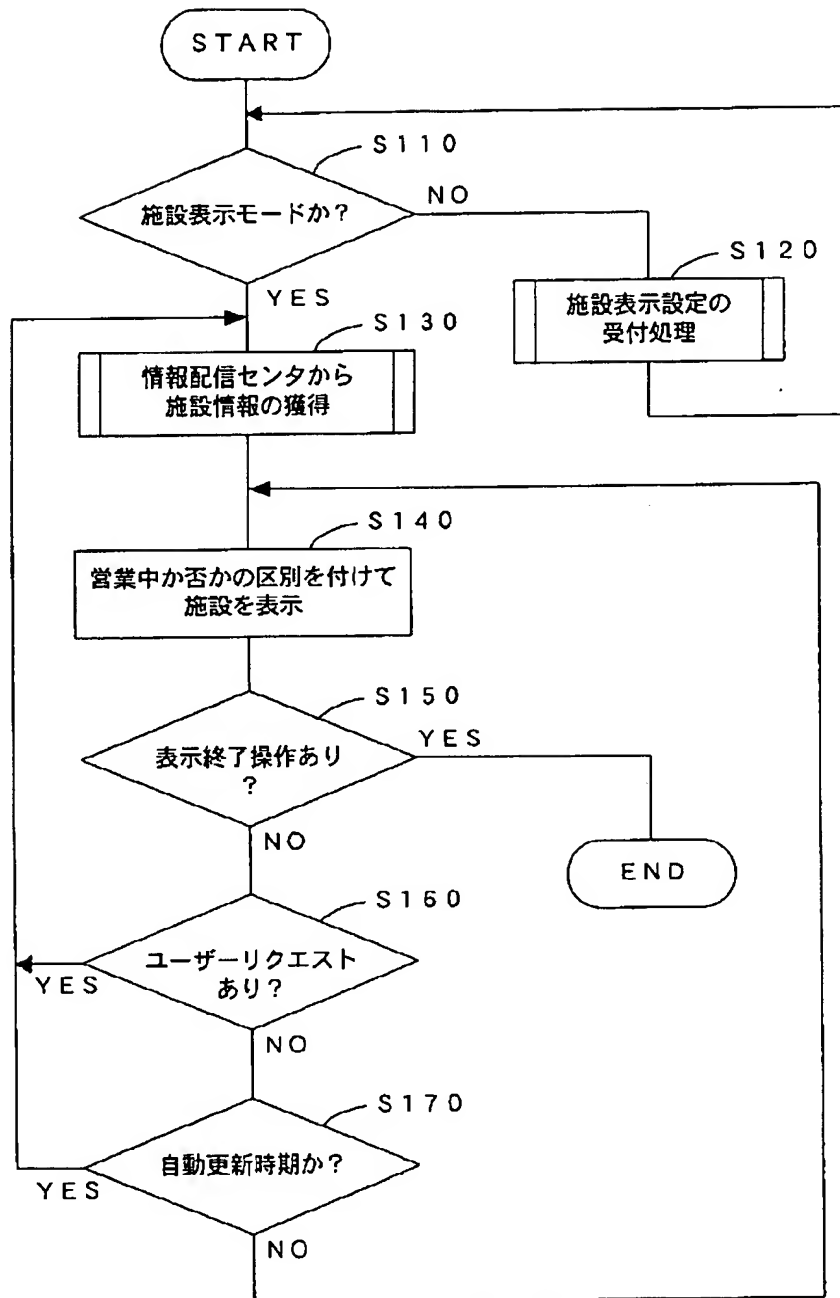 START
S110
施設表示モードか？
NO
YES
S120
施設表示設定の
受付処理
S130
情報配信センタから
施設情報の獲得
S140
営業中か否かの区別を付けて
施設を表示
S150
表示終了操作あり
？
YES
NO
END
S160
ユーザーリクエスト
あり？
YES
NO
S170
自動更新時期か？
YES
NO